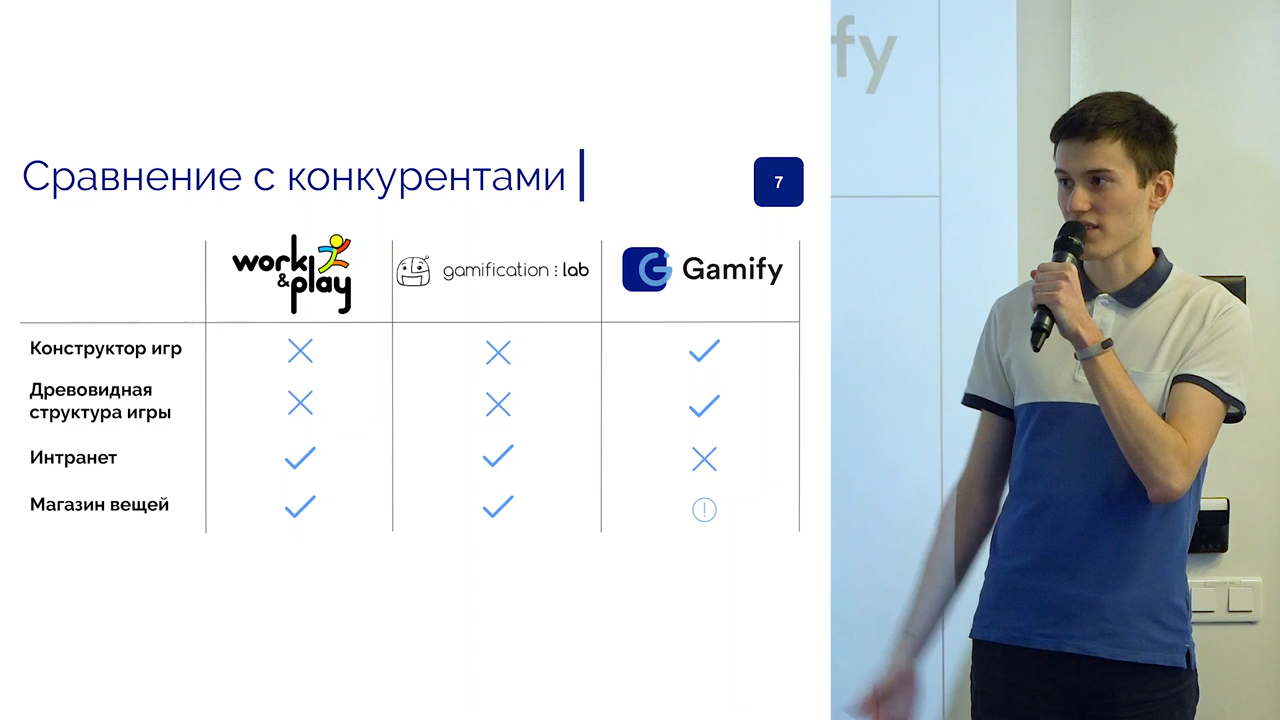 fy
Сравнение с конкурентами
7
work
&play
gamification:lab
G Gamify
Конструктор игр
Древовидная
структура игры
Интранет
Магазин вещей